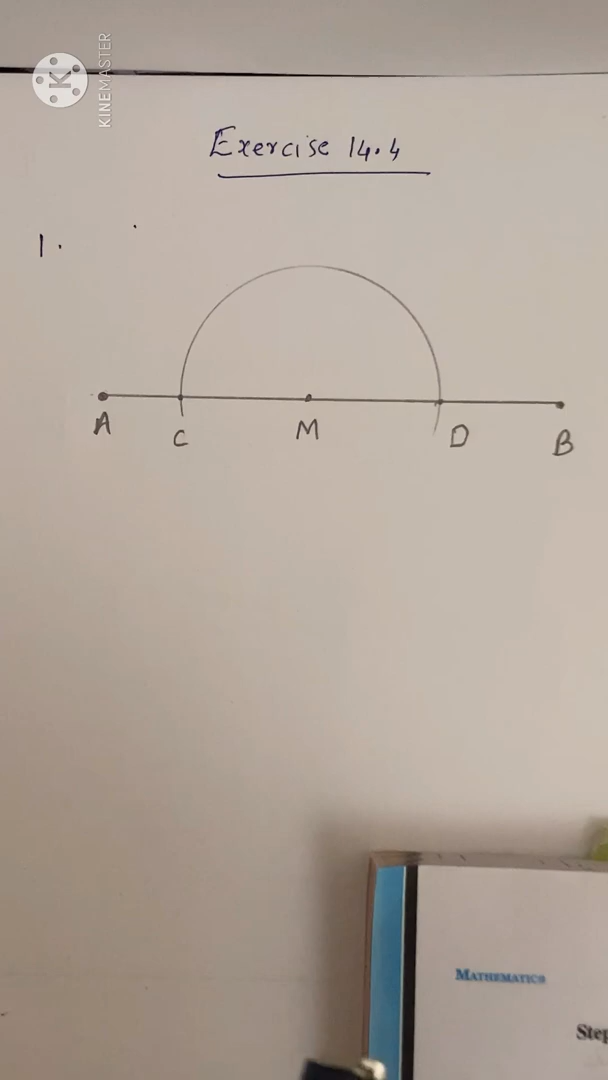 KINEMASTER
Exercise 14.4
1.
A C M D B
MATHEMATICS
Step